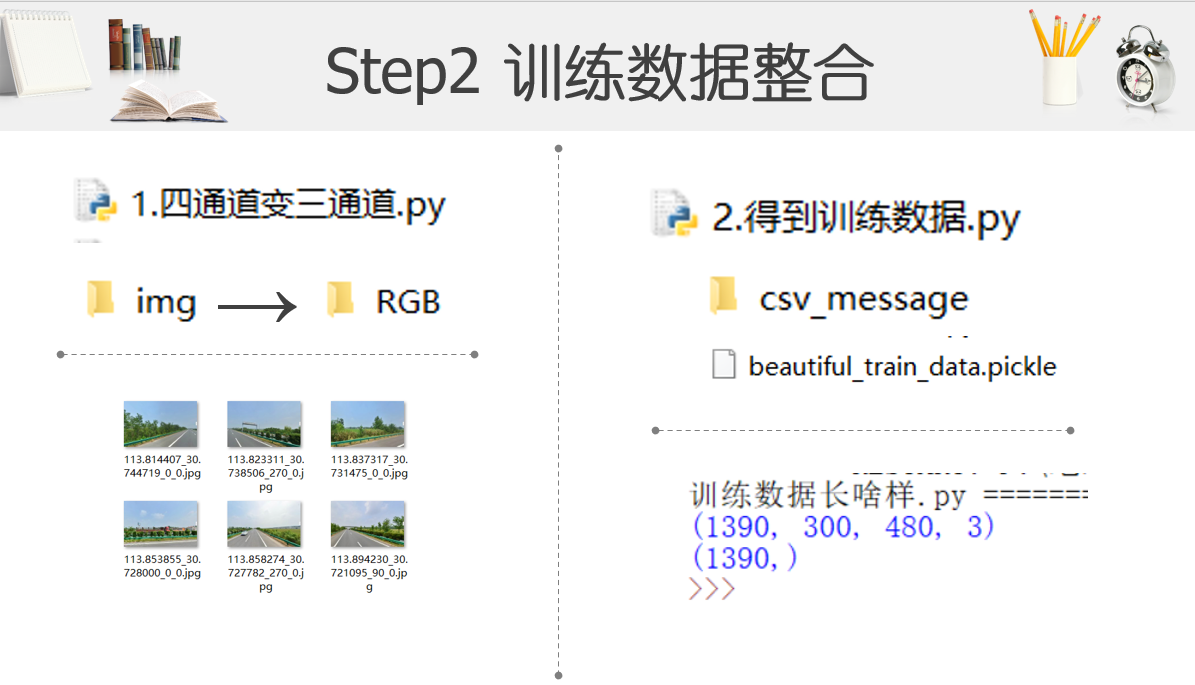 Step2 训练数据整合
1.四通道变三通道.py
img
RGB
113.814407_30.
744719_0_0.jpg
113.823311_30.
738506_270_0.j
pg
113.837317_30.
731475_0_0.jpg
113.853855_30.
728000_0_0.jpg
113.858274_30.
727782_270_0.j
pg
113.894230_30.
721095_90_0.jp
g
2.得到训练数据.py
csv_message
beautiful_train_data.pickle
训练数据长啥样.py =======
(1390, 300, 480, 3)
(1390,)
>>>